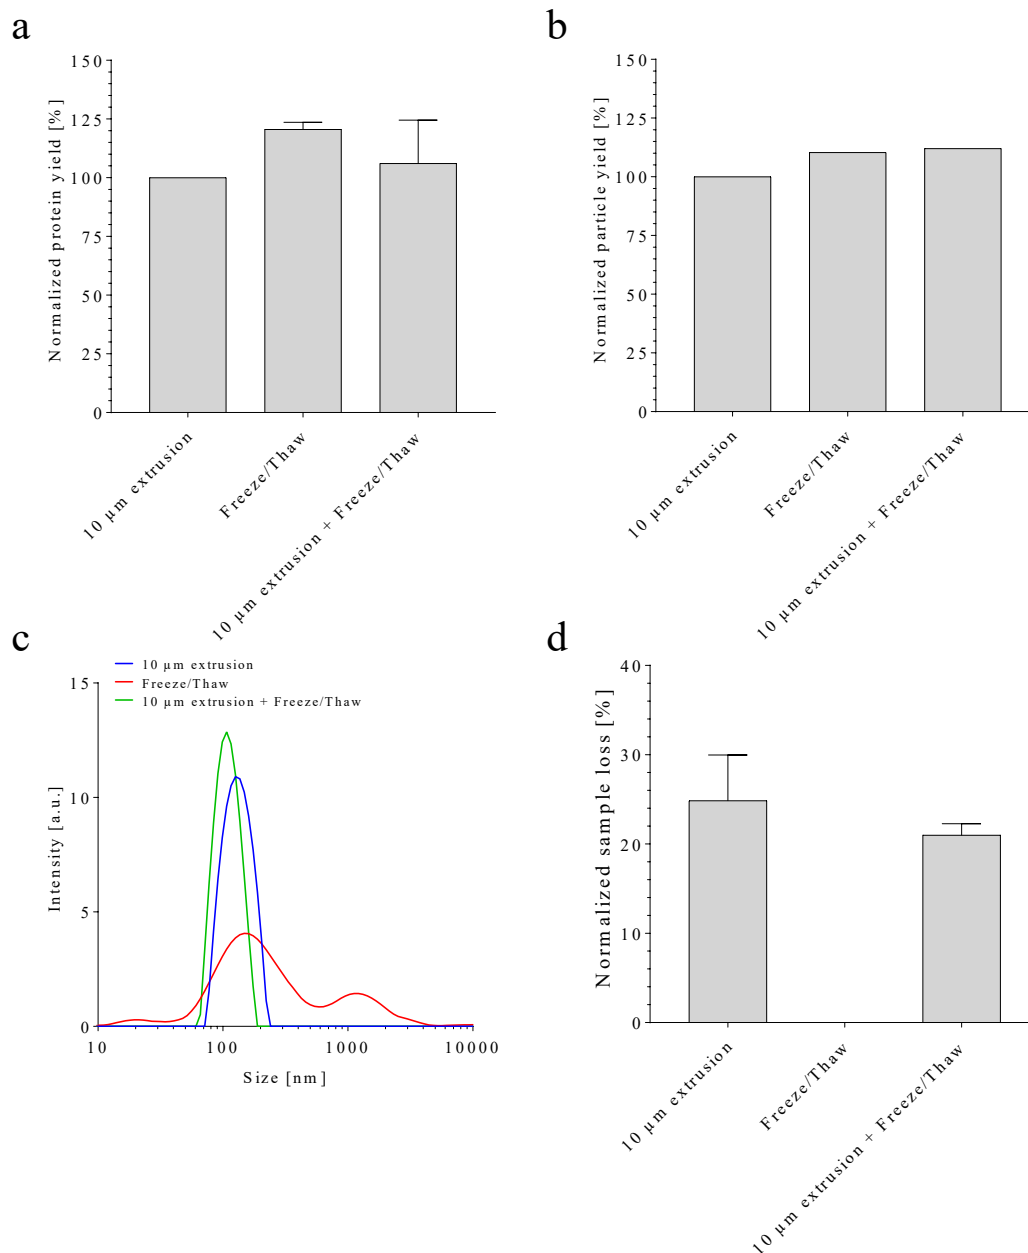 a
Normalized protein yield [%]
150
125
100
75
50
25
0
10 µm extrusion
Freeze/Thaw
10 µm extrusion + Freeze/Thaw
b
Normalized particle yield [%]
150
125
100
75
50
25
0
10 µm extrusion
Freeze/Thaw
10 µm extrusion + Freeze/Thaw
c
10 µm extrusion
Freeze/Thaw
10 µm extrusion + Freeze/Thaw
Intensity [a.u.]
15
10
5
0
10
100
1000
10000
Size [nm]
d
Normalized sample loss [%]
40
30
20
10
0
10 µm extrusion
Freeze/Thaw
10 µm extrusion + Freeze/Thaw